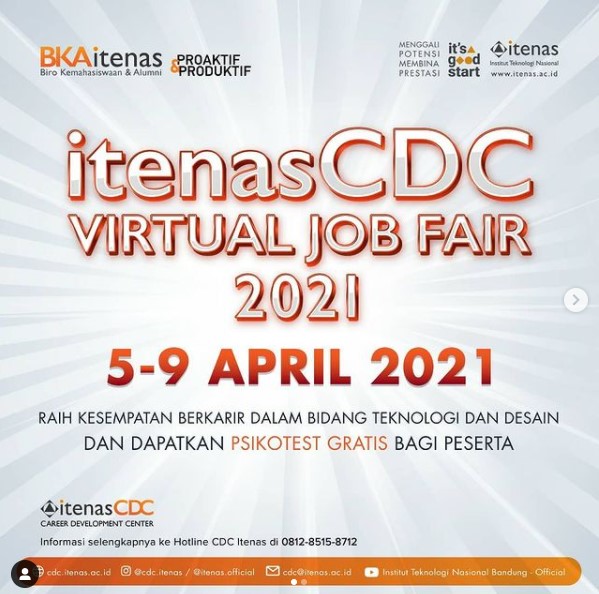 BKAitenas
Biro Kemahasiswaan & Alumni
PROAKTIF
&PRODUKTIF
MENGGALI
POTENSI
MEMBINA
PRESTASI
it's a
good
start
itenas
Institut Teknologi Nasional
www.itenas.ac.id
itenasCDC
VIRTUAL JOB FAIR
2021
5-9 APRIL 2021
RAIH KESEMPATAN BERKARIR DALAM BIDANG TEKNOLOGI DAN DESAIN
DAN DAPATKAN PSIKOTEST GRATIS BAGI PESERTA
itenasCDC
CAREER DEVELOPMENT CENTER
Informasi selengkapnya ke Hotline CDC Itenas di 0812-8515-8712
cdc.itenas.ac.id @cdc.itenas / @itenas.official cdc@itenas.ac.id Institut Teknologi Nasional Bandung - Official